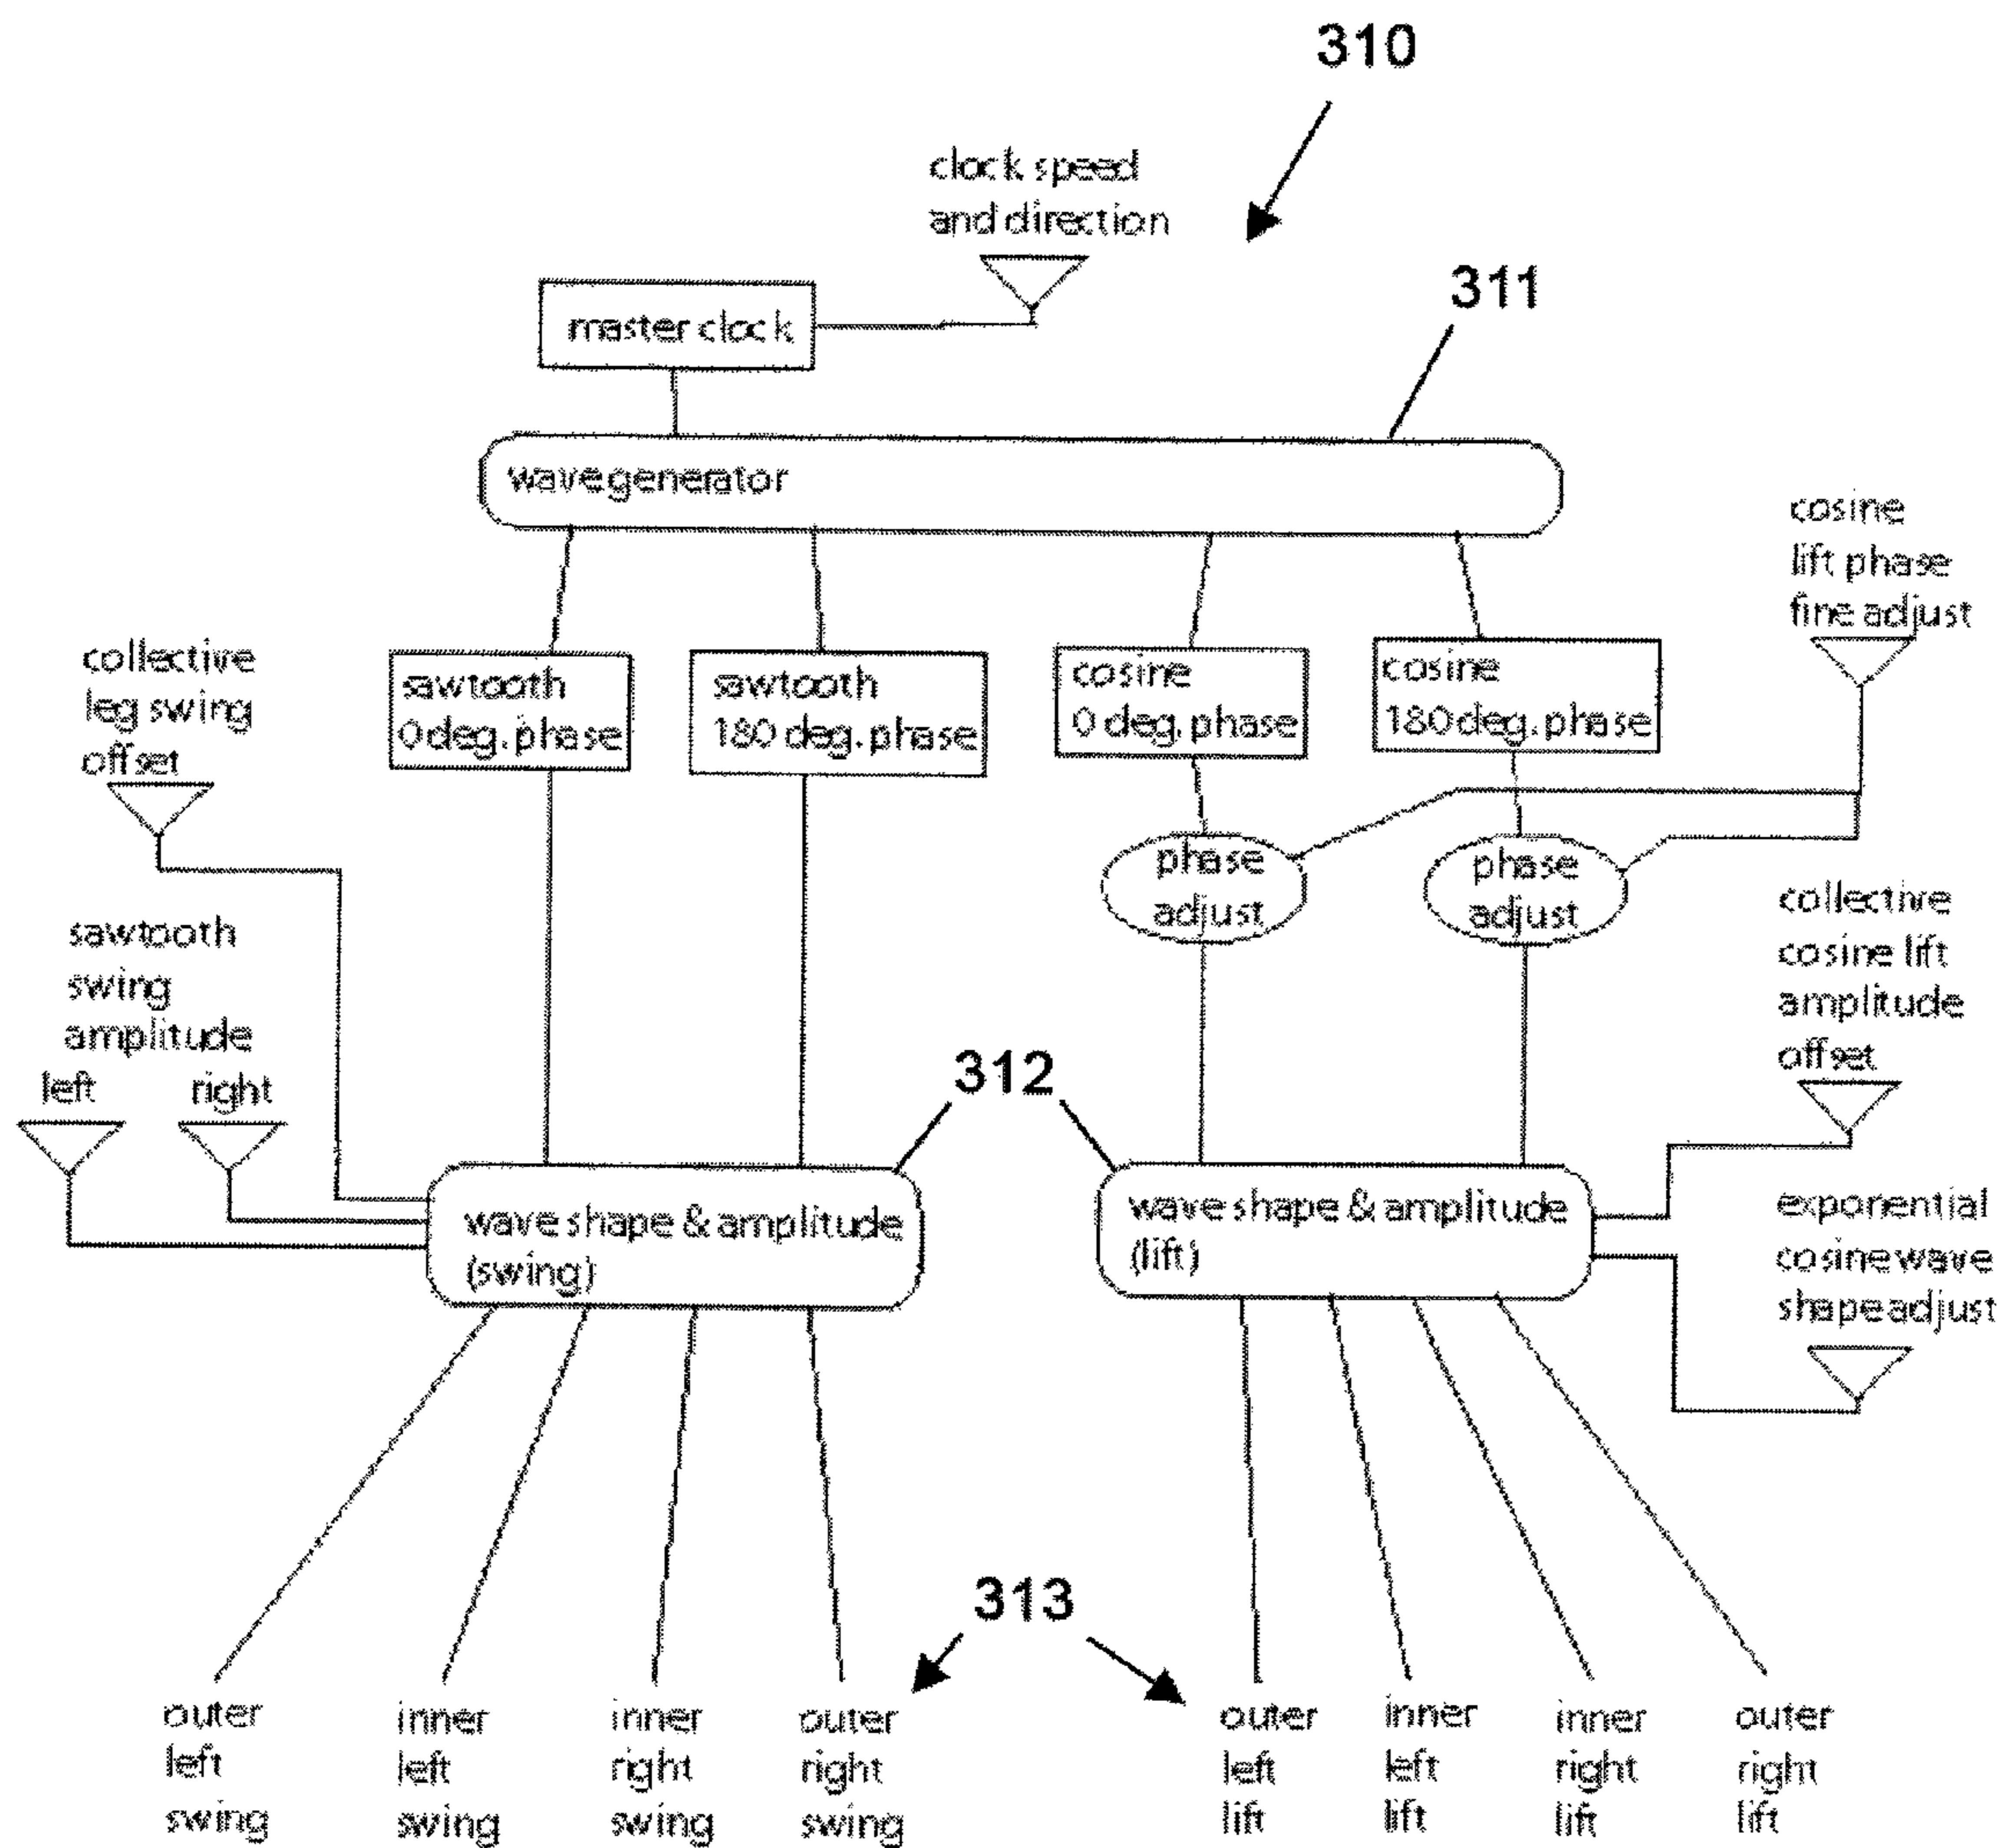 310
clock speed
and direction
master clock
311
wave generator
cosine
lift phase
fine adjust
collective
leg swing
offset
sawtooth
0 deg. phase
sawtooth
180 deg. phase
cosine
0 deg. phase
cosine
180 deg. phase
phase
adjust
phase
adjust
sawtooth
swing
amplitude
left
right
collective
cosine lift
amplitude
offset
312
wave shape & amplitude
(swing)
wave shape & amplitude
(lift)
exponential
cosine wave
shape adjust
313
outer
left
swing
inner
left
swing
inner
right
swing
outer
right
swing
outer
left
lift
inner
left
lift
inner
right
lift
outer
right
lift